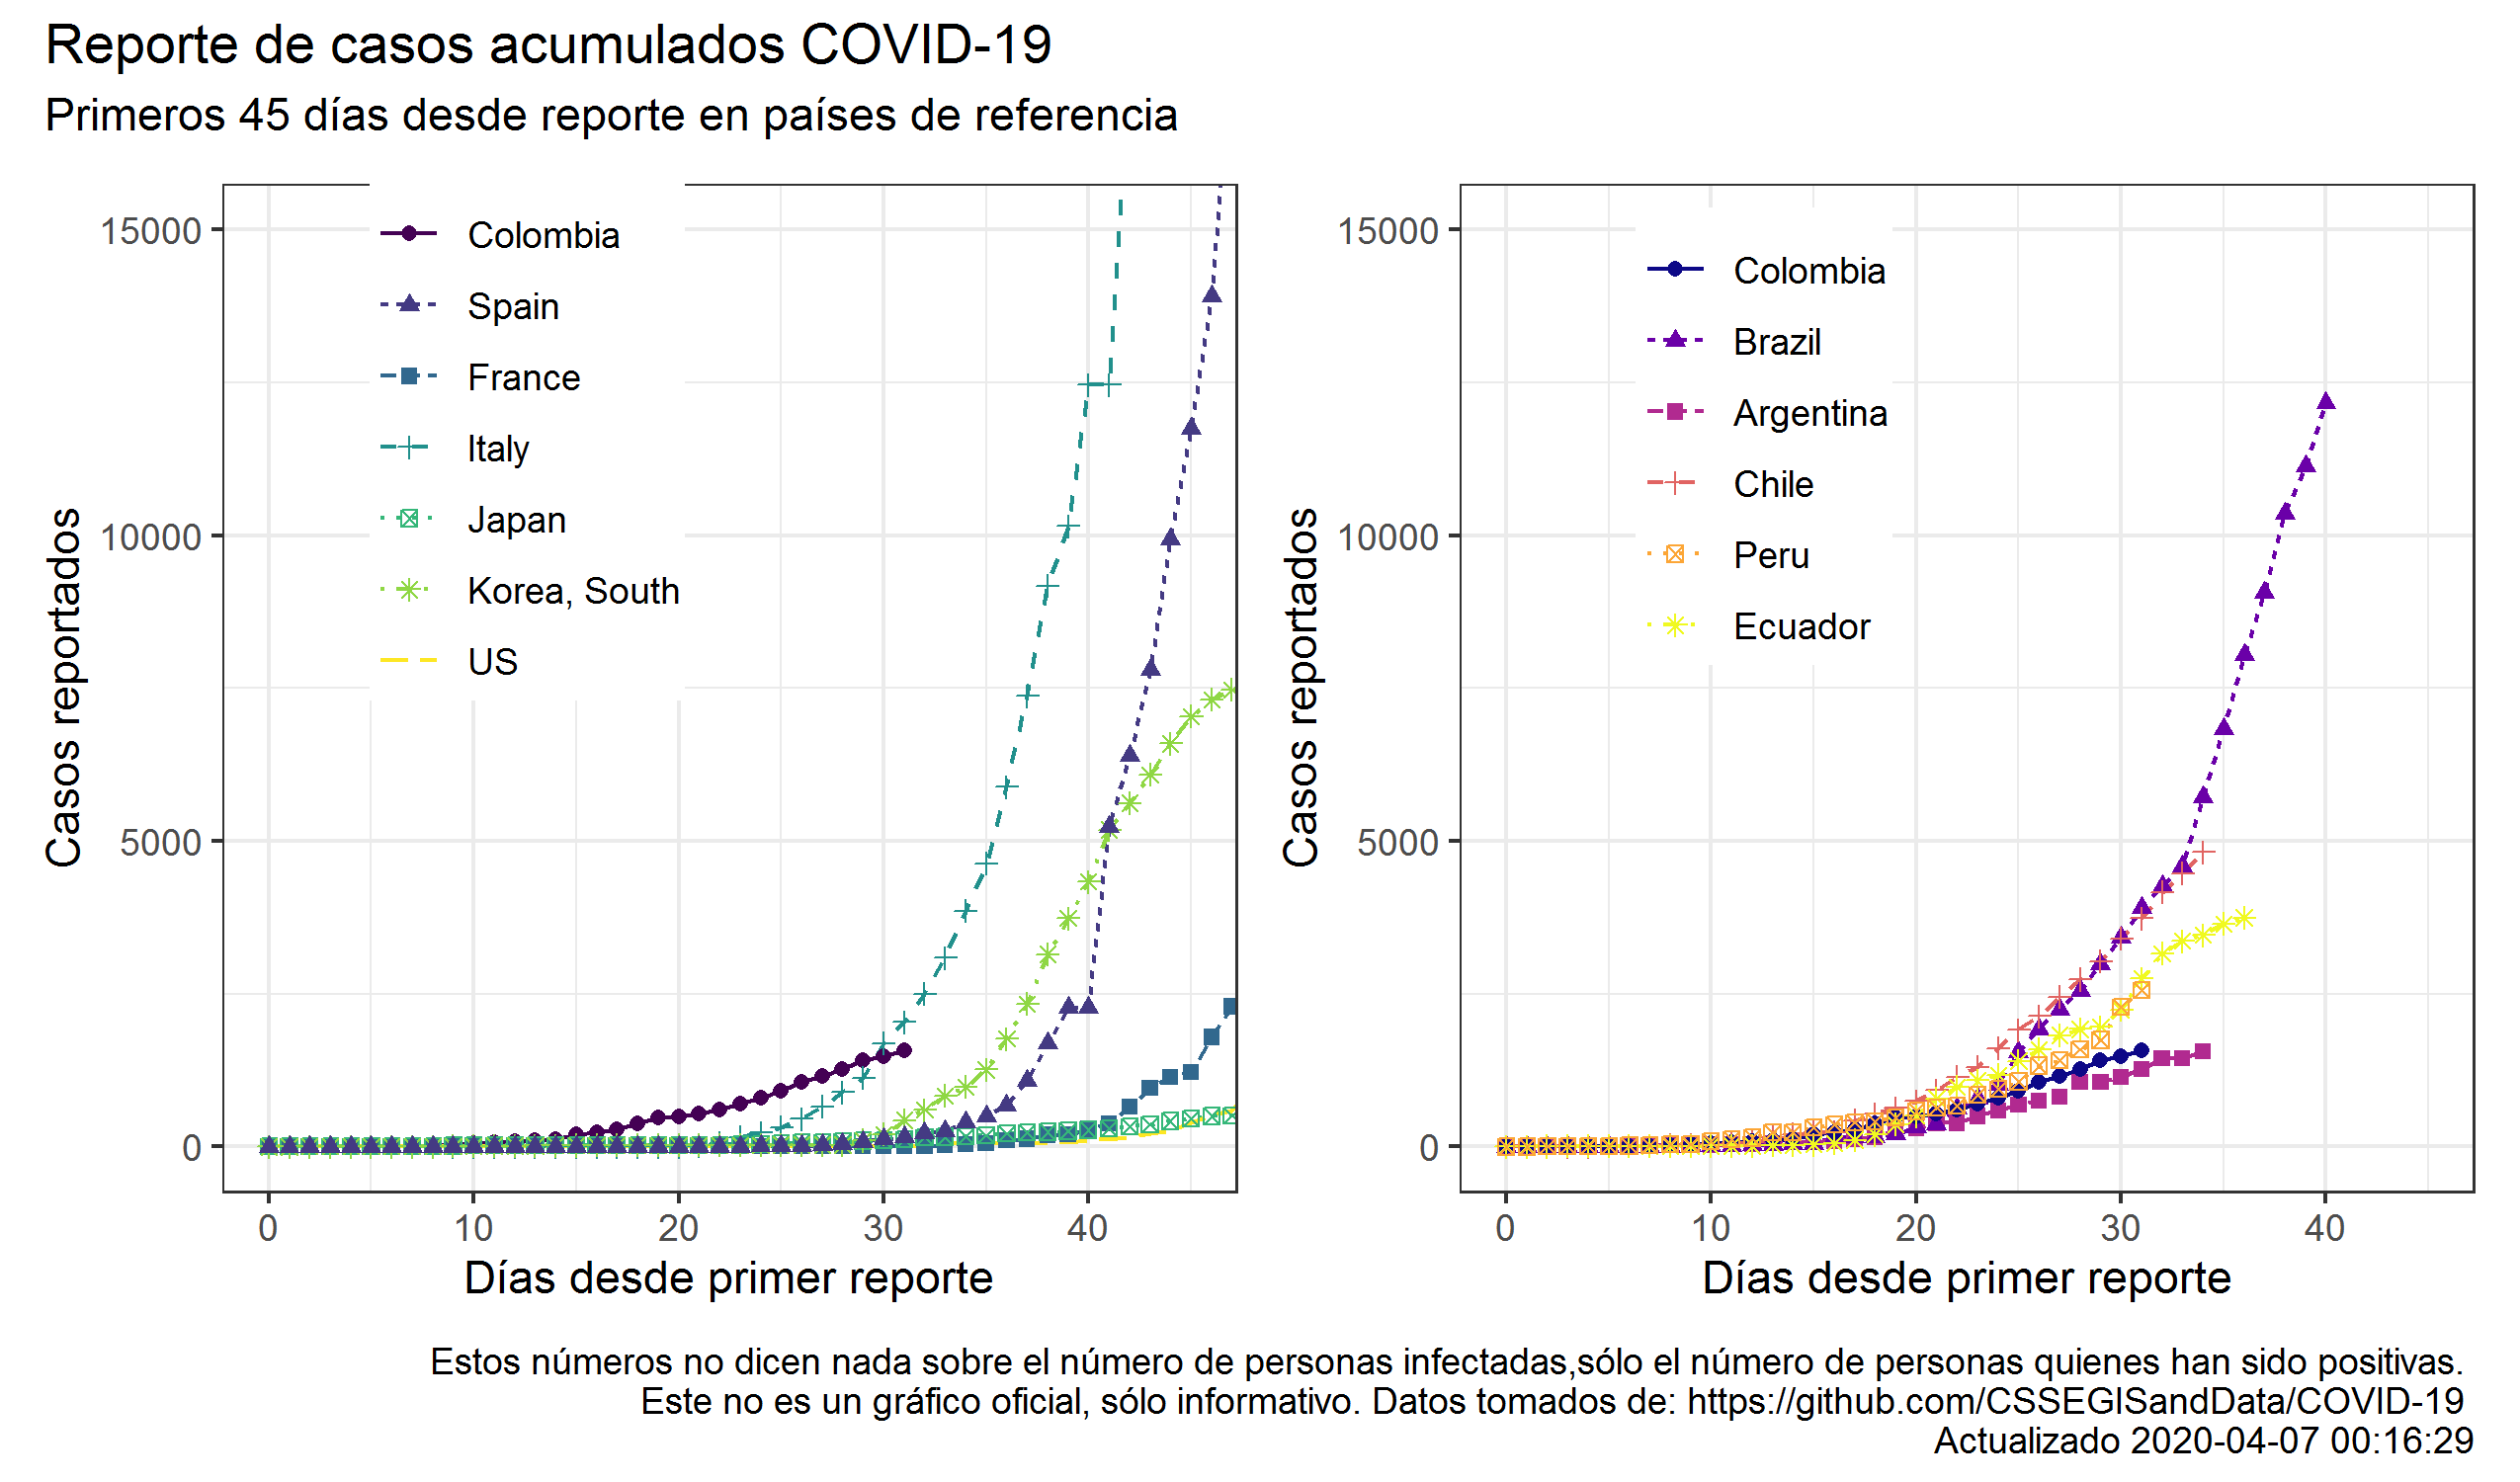 Reporte de casos acumulados COVID-19
Primeros 45 días desde reporte en países de referencia
Casos reportados
15000
10000
5000
0
Colombia
Spain
France
Italy
Japan
Korea, South
US
0 10 20 30 40
Días desde primer reporte
Casos reportados
15000
10000
5000
0
Colombia
Brazil
Argentina
Chile
Peru
Ecuador
0 10 20 30 40
Días desde primer reporte
Estos números no dicen nada sobre el número de personas infectadas,sólo el número de personas quienes han sido positivas.
Este no es un gráfico oficial, sólo informativo. Datos tomados de: https://github.com/CSSEGISandData/COVID-19
Actualizado 2020-04-07 00:16:29